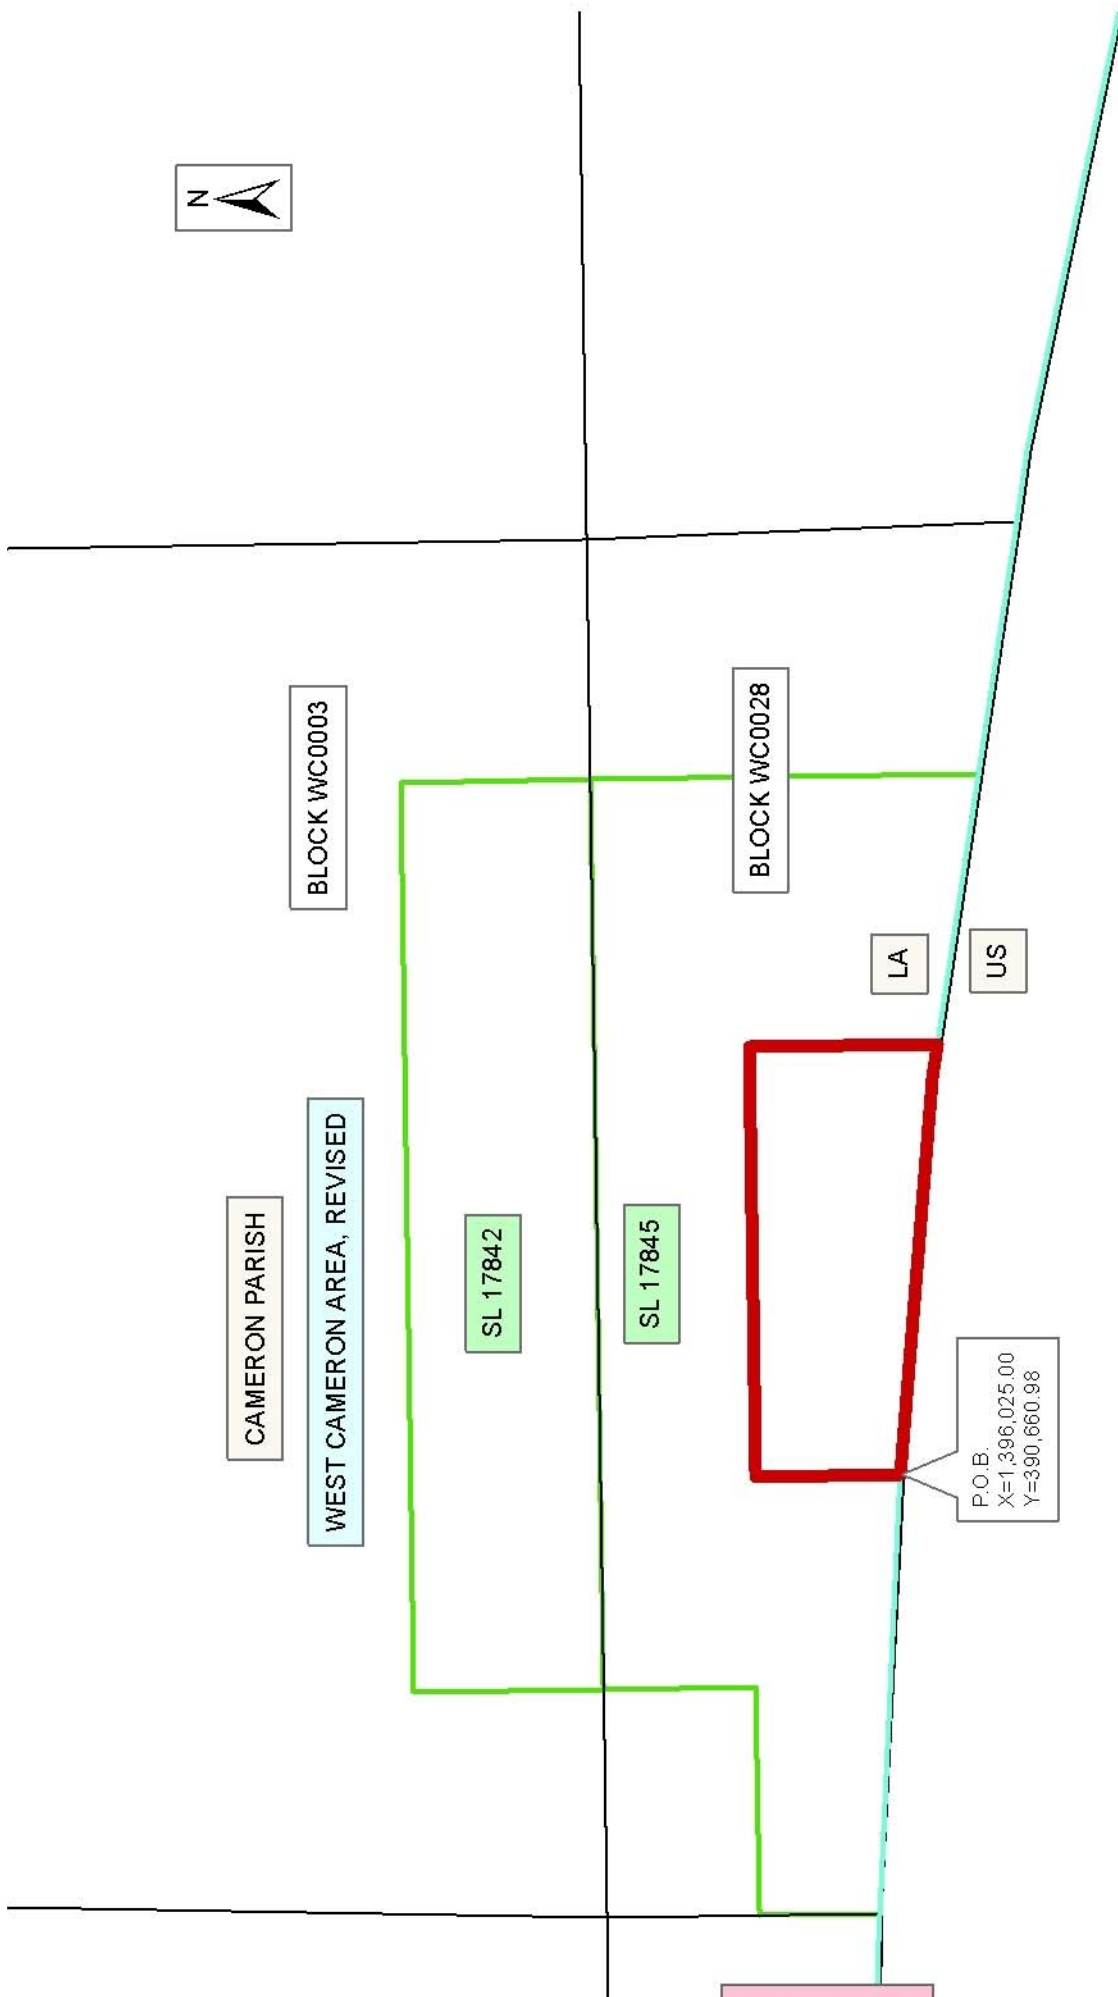 N
CAMERON PARISH
WEST CAMERON AREA, REVISED
BLOCK WC0003
SL 17842
SL 17845
BLOCK WC0028
LA
US
P.O.B.
X=1,396,025.00
Y=390,660.98